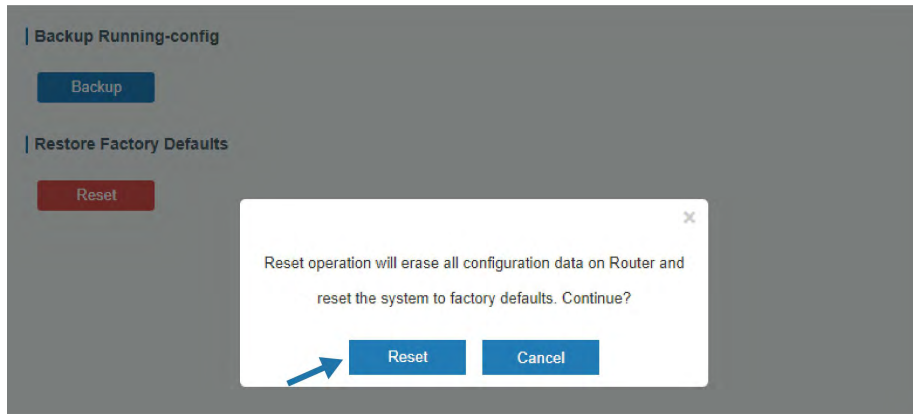 Backup Running-config
Backup
Restore Factory Defaults
Reset
×
Reset operation will erase all configuration data on Router and
reset the system to factory defaults. Continue?
Reset Cancel